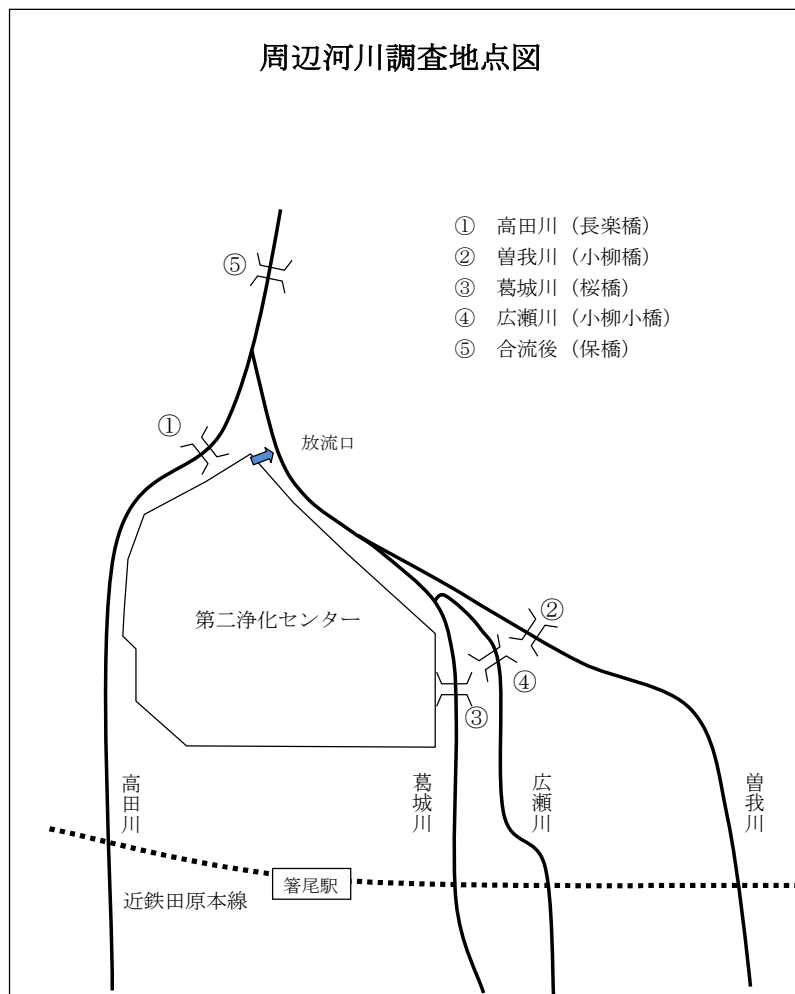 周辺河川調査地点図
① 高田川（長楽橋）
② 曽我川（小柳橋）
③ 葛城川（桜橋）
④ 広瀬川（小柳小橋）
⑤ 合流後（保橋）
⑤
①
放流口
第二浄化センター
②
④
③
高田川
葛城川
広瀬川
曽我川
箸尾駅
近鉄田原本線